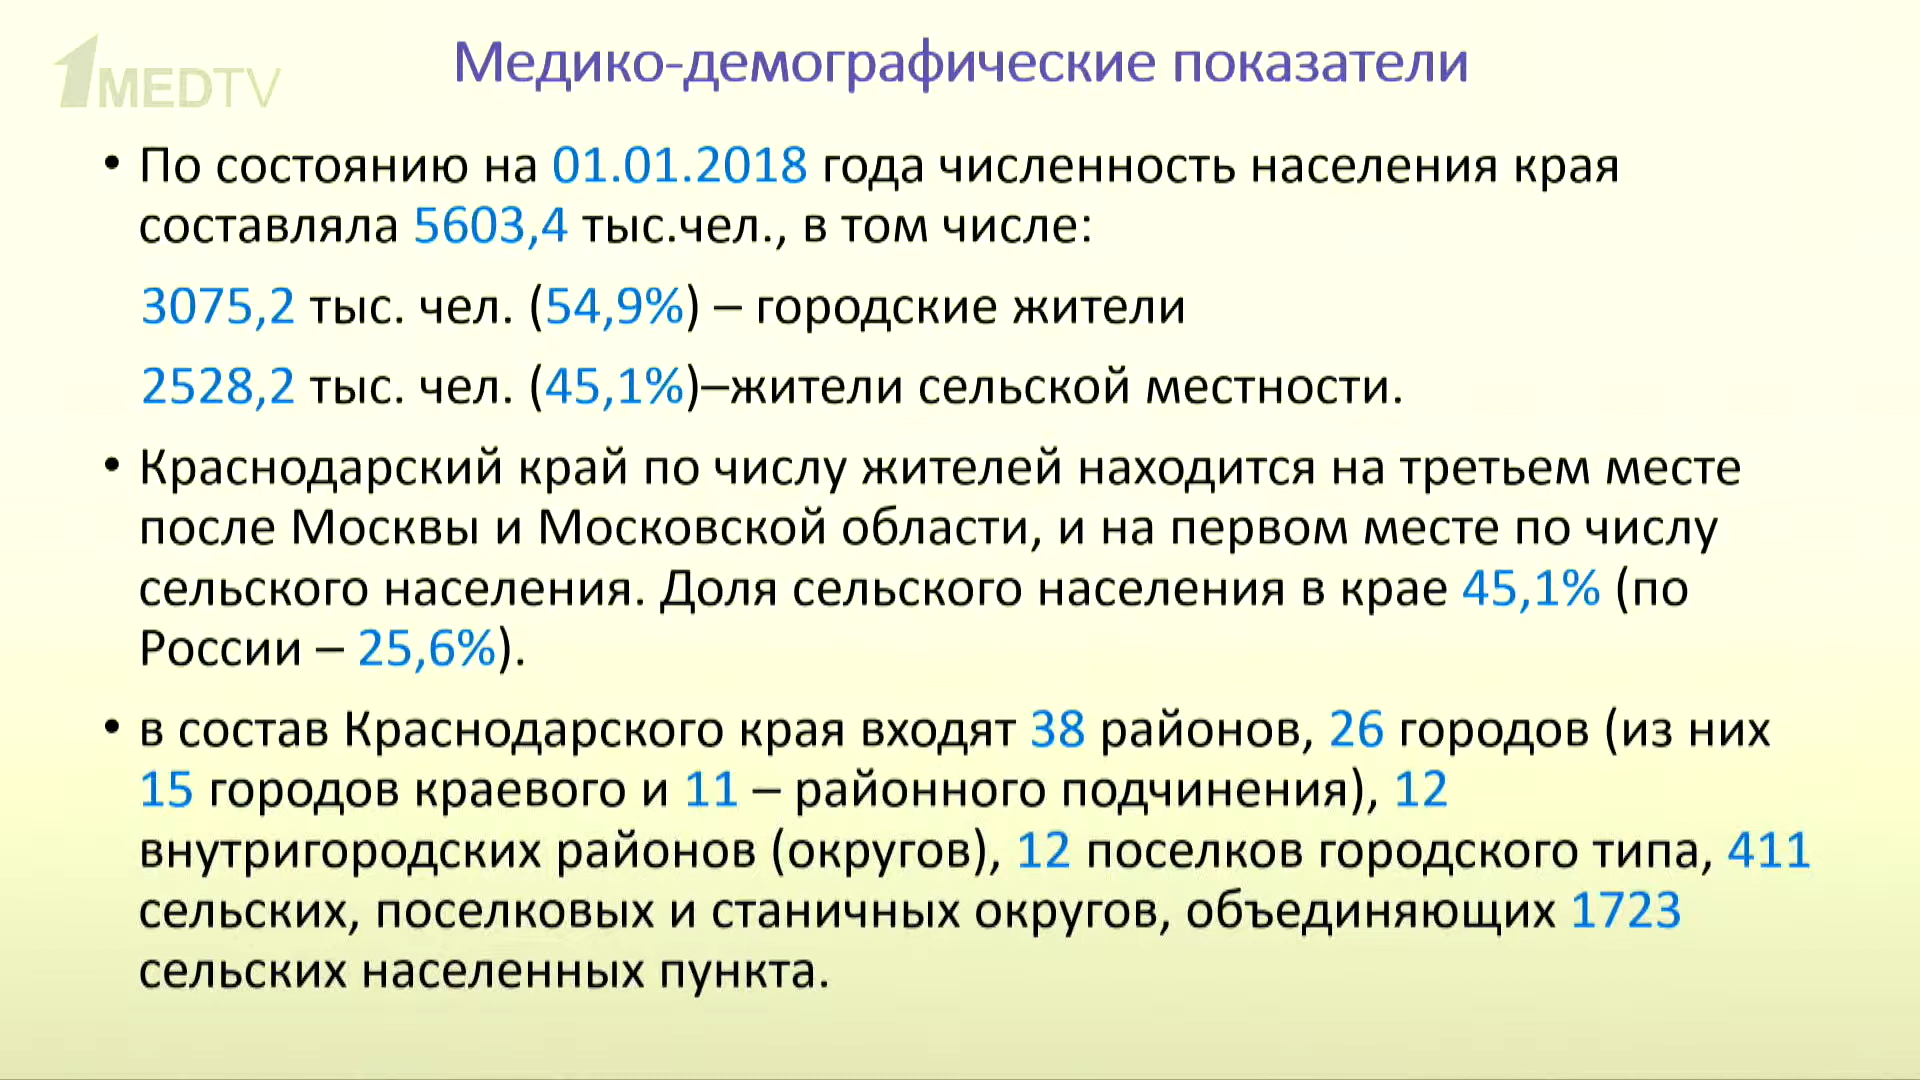 1MEDTV
Медико-демографические показатели
• По состоянию на 01.01.2018 года численность населения края
составляла 5603,4 тыс.чел., в том числе:
3075,2 тыс. чел. (54,9%) – городские жители
2528,2 тыс. чел. (45,1%)–жители сельской местности.
• Краснодарский край по числу жителей находится на третьем месте
после Москвы и Московской области, и на первом месте по числу
сельского населения. Доля сельского населения в крае 45,1% (по
России – 25,6%).
• в состав Краснодарского края входят 38 районов, 26 городов (из них
15 городов краевого и 11 – районного подчинения), 12
внутригородских районов (округов), 12 поселков городского типа, 411
сельских, поселковых и станичных округов, объединяющих 1723
сельских населенных пункта.